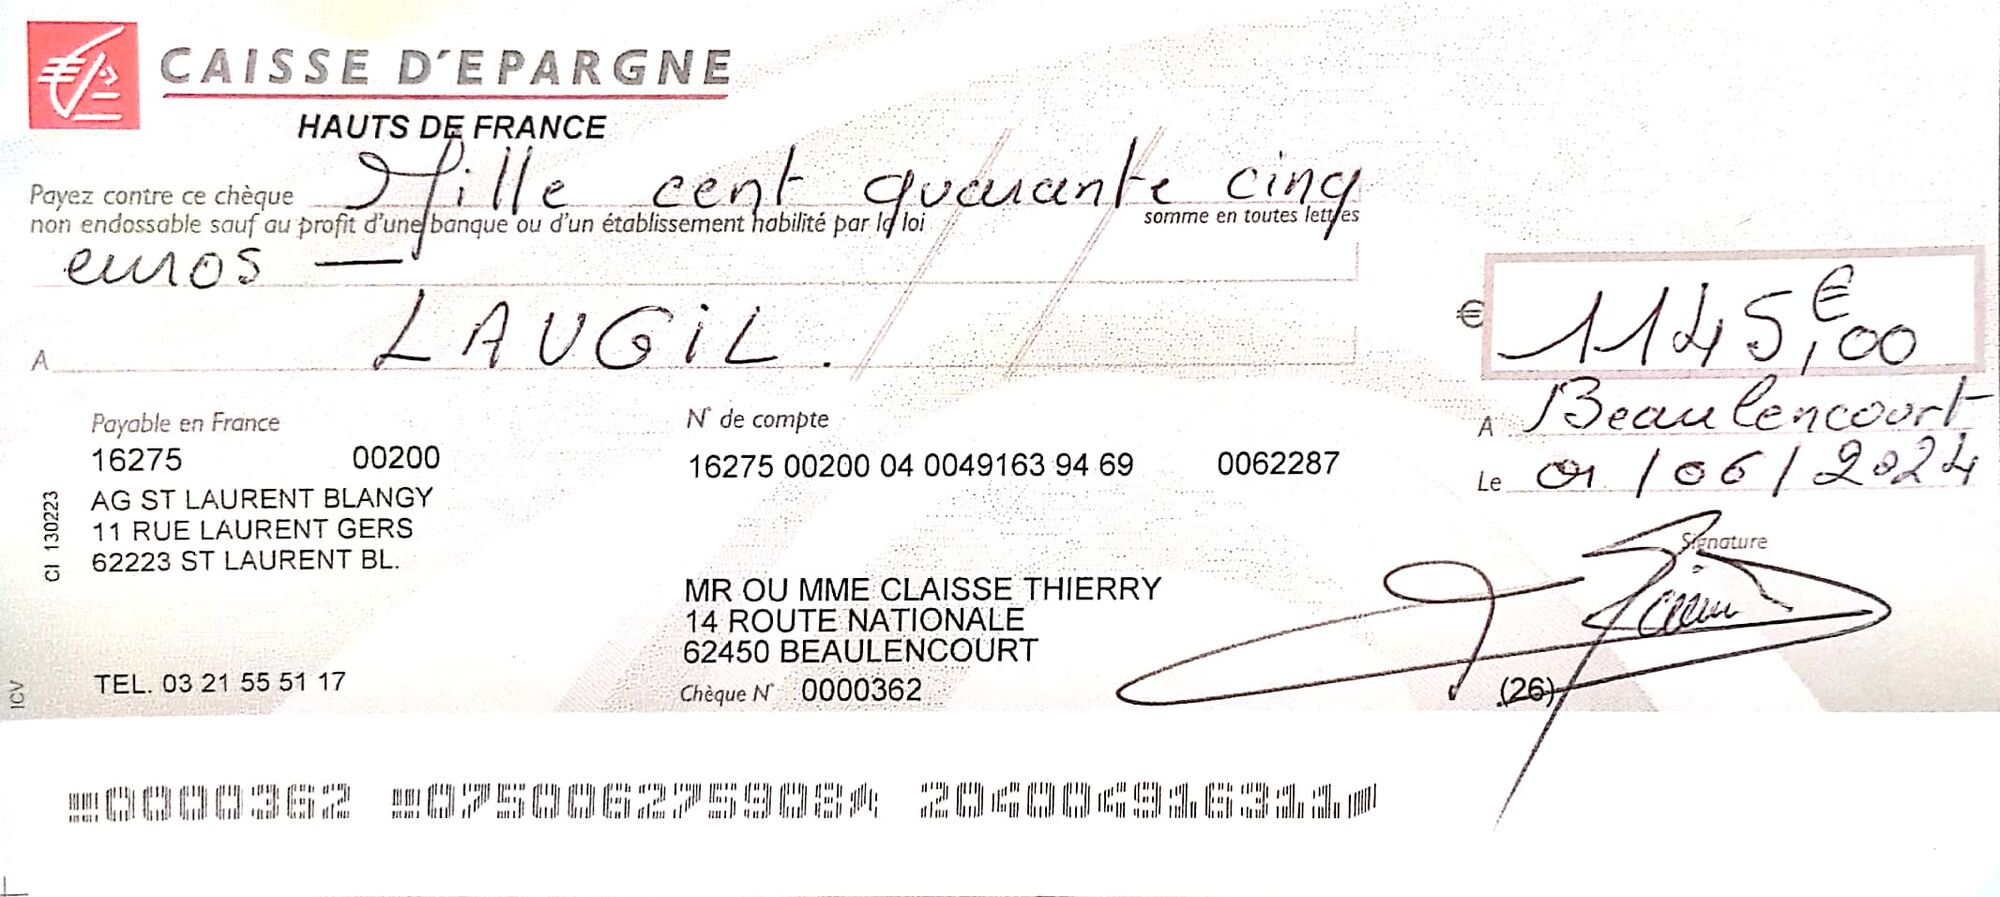 CAISSE D'EPARGNE
HAUTS DE FRANCE
Payez contre ce chèque Mille cent quarante cinq
non endossable sauf au profit d'une banque ou d'un établissement habilité par la loi somme en toutes lettres
euros —
€ 1145,00 €
A LAUGIL.
A Beaulencourt
Le 01/06/2024
Payable en France
16275 00200
AG ST LAURENT BLANGY
11 RUE LAURENT GERS
62223 ST LAURENT BL.
TEL. 03 21 55 51 17
CI 130223
ICV
N° de compte
16275 00200 04 0049163 94 69 0062287
MR OU MME CLAISSE THIERRY
14 ROUTE NATIONALE
62450 BEAULENCOURT
Chèque N° 0000362
Signature
(26)
0000362 075006275908 204004916311